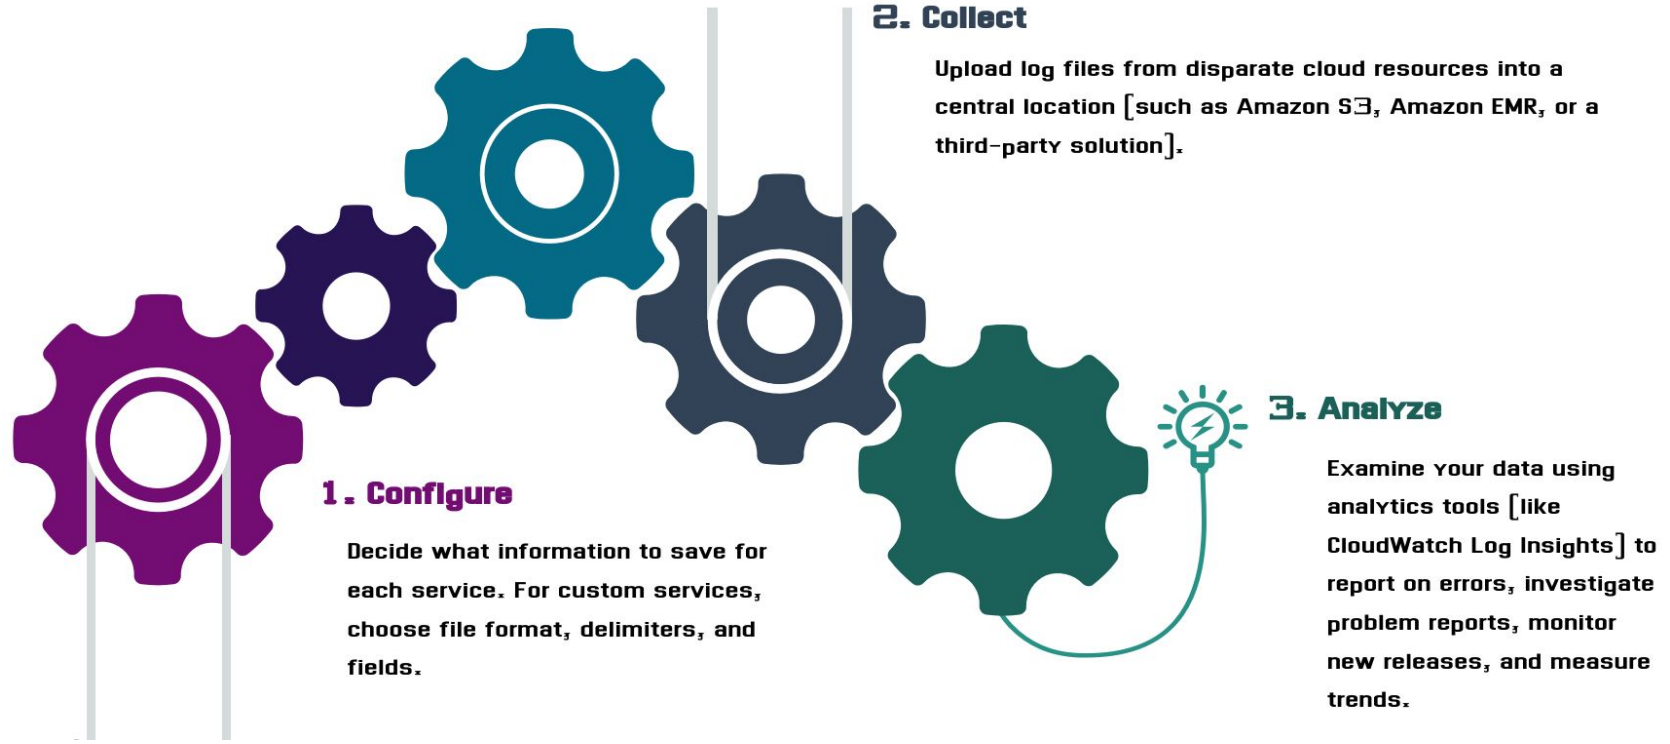 2. Collect
Upload log files from disparate cloud resources into a
central location [such as Amazon S3, Amazon EMR, or a
third-party solution].
1. Configure
Decide what information to save for
each service. For custom services,
choose file format, delimiters, and
fields.
3. Analyze
Examine your data using
analytics tools [like
CloudWatch Log Insights] to
report on errors, investigate
problem reports, monitor
new releases, and measure
trends.